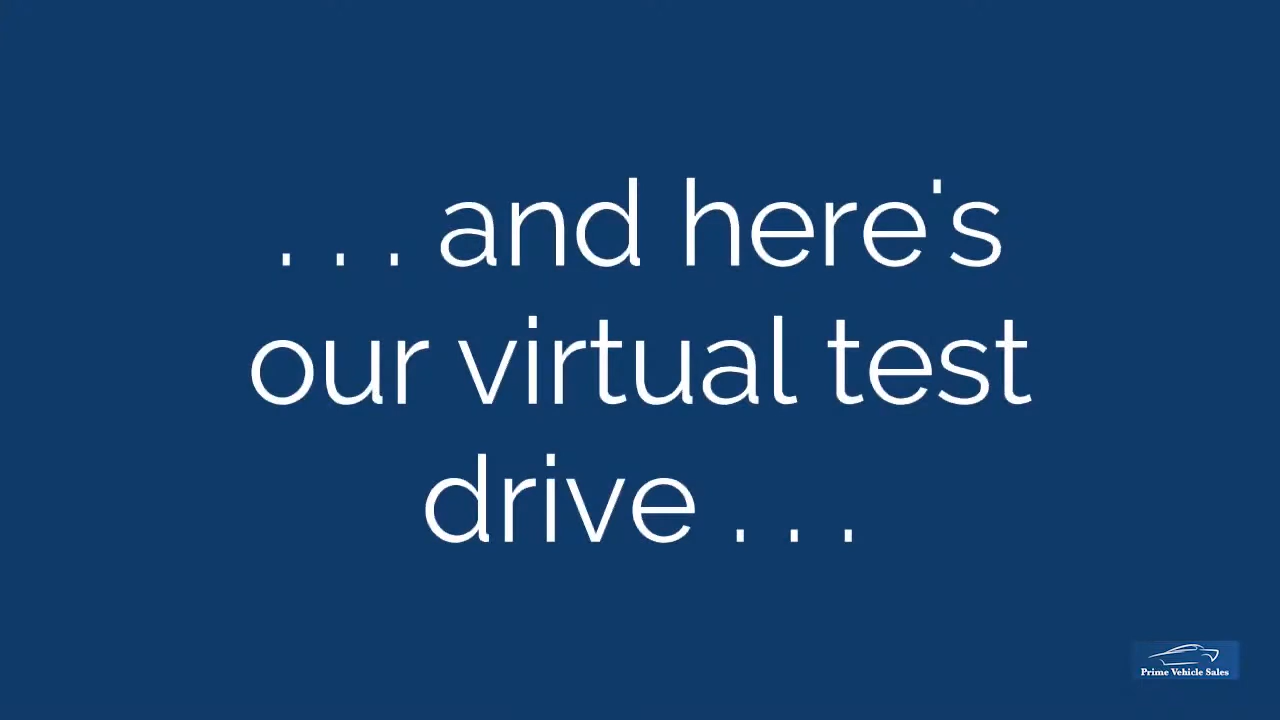 . . . and here's
our virtual test
drive . . .
Prime Vehicle Sales